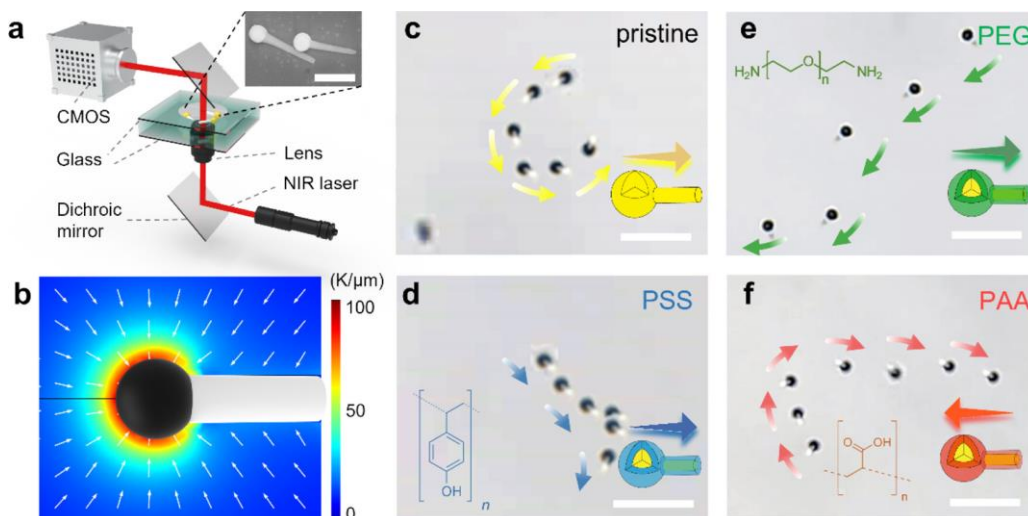 a
CMOS
Glass
Lens
NIR laser
Dichroic
mirror
b
(K/μm)
100
50
0
c
pristine
d
PSS
OH
n
e
PEG
H₂N
O
n
NH₂
f
PAA
O
OH
n